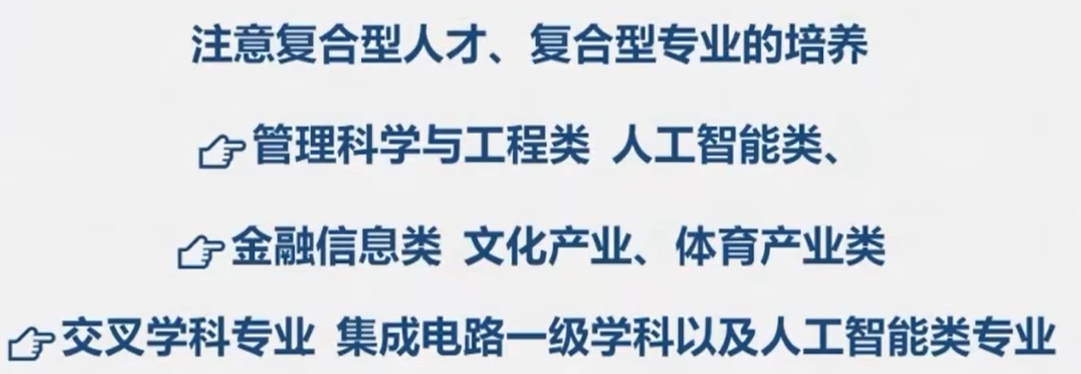 注意复合型人才、复合型专业的培养
管理科学与工程类 人工智能类、
金融信息类 文化产业、体育产业类
交叉学科专业 集成电路一级学科以及人工智能类专业